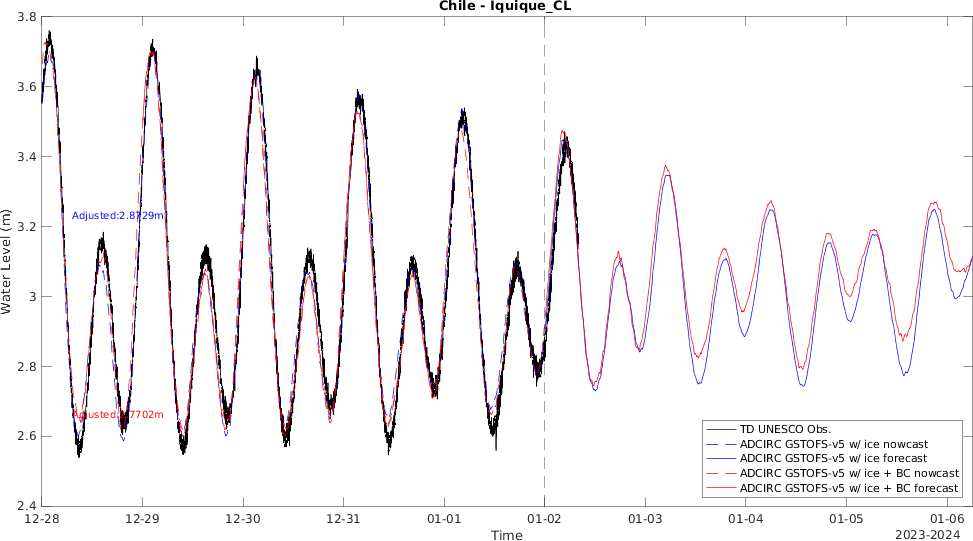 Chile - Iquique_CL
3.8
3.6
3.4
3.2
3
2.8
2.6
2.4
Water Level (m)
Adjusted:2.8729m
Adjusted: 7702m
TD UNESCO Obs.
ADCIRC GSTOFS-v5 w/ ice nowcast
ADCIRC GSTOFS-v5 w/ ice forecast
ADCIRC GSTOFS-v5 w/ ice + BC nowcast
ADCIRC GSTOFS-v5 w/ ice + BC forecast
12-28 12-29 12-30 12-31 01-01 01-02 01-03 01-04 01-05 01-06
Time
2023-2024